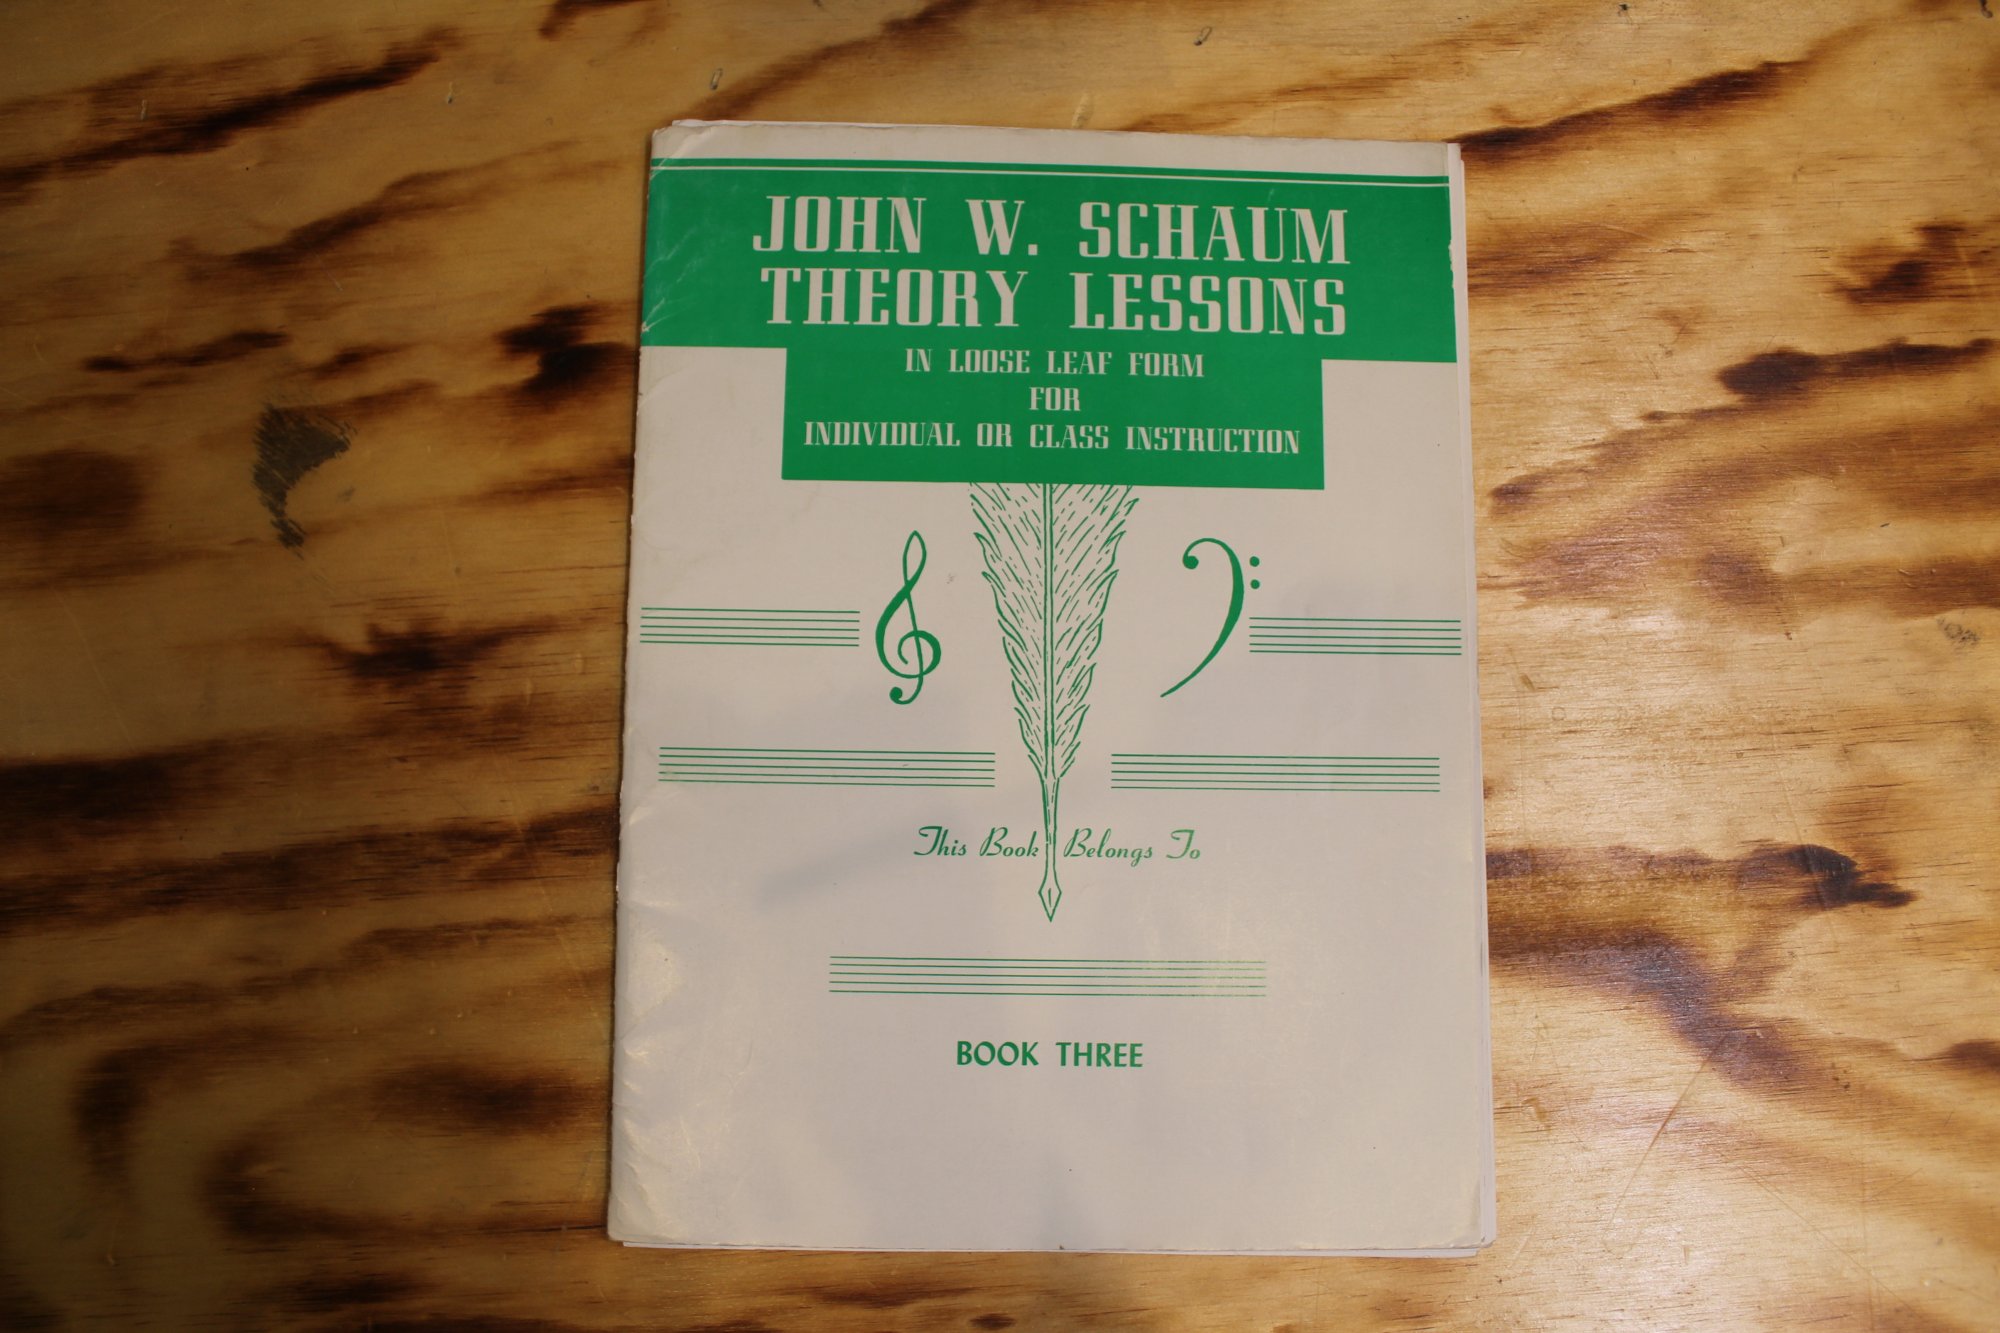 JOHN W. SCHAUM
THEORY LESSONS
IN LOOSE LEAF FORM
FOR
INDIVIDUAL OR CLASS INSTRUCTION
This Book Belongs To
BOOK THREE